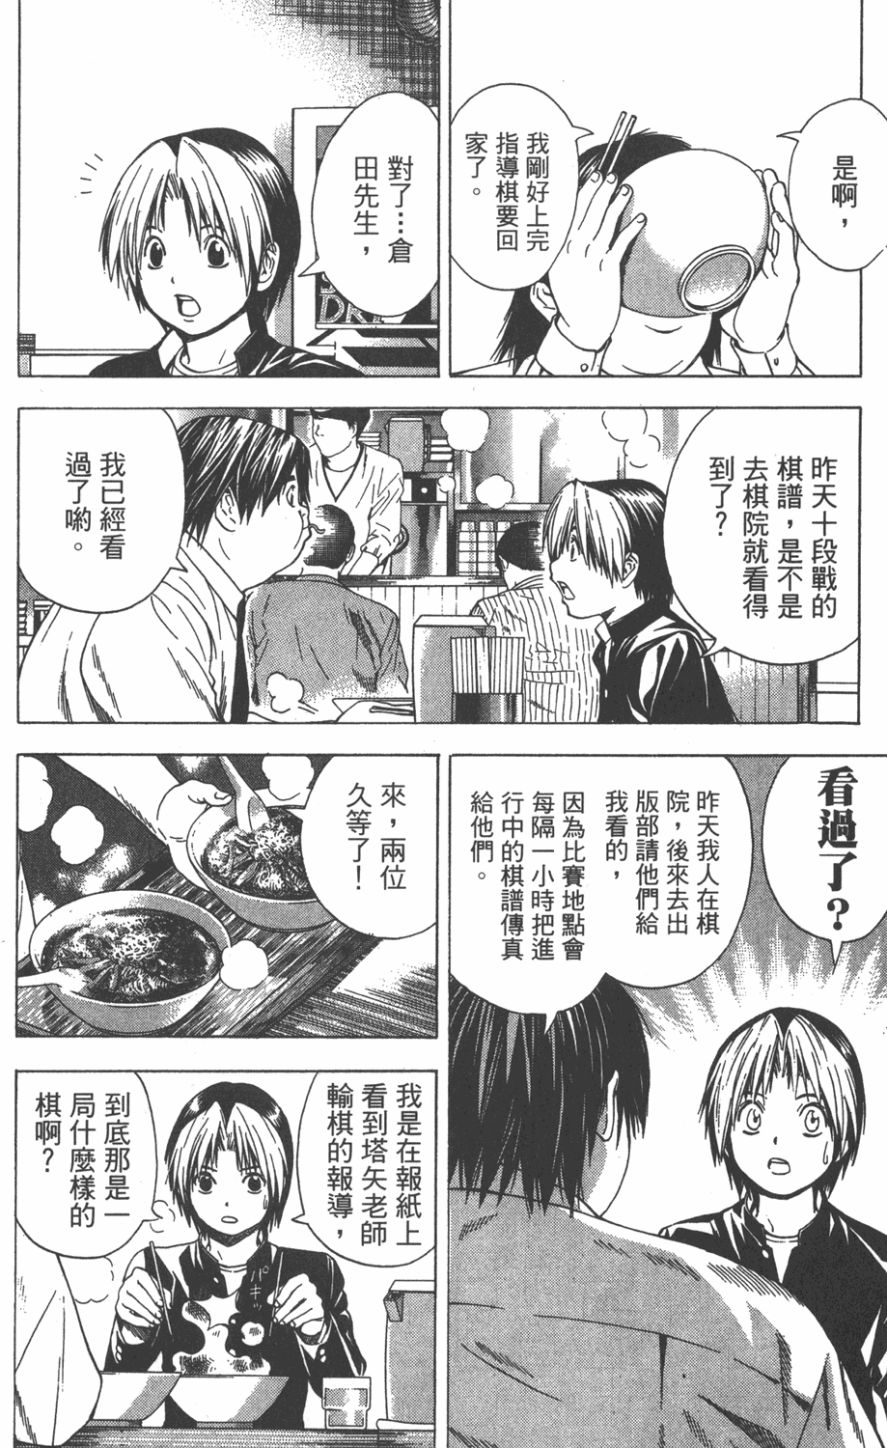 是啊，
我剛好上完
指導棋要回
家了。
對了…倉
田先生，
昨天十段戰的
棋譜，是不是
去棋院就看得
到了？
我已經看
過了喲。
看過了？
昨天我人在棋
院，後來去出
版部請他們給
我看的，
因為比賽地點會
每隔一小時把進
行中的棋譜傳真
給他們。
來，兩位
久等了！
我是在報紙上
看到塔矢老師
輸棋的報導，
到底那是一
局什麼樣的
棋啊？
パキッ